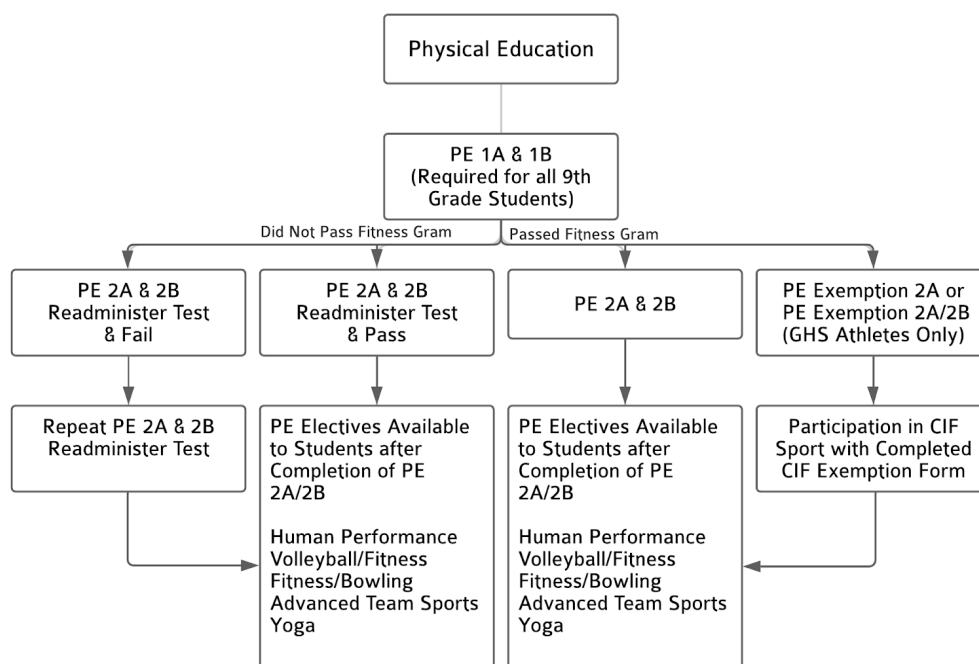 Physical Education
PE 1A & 1B
(Required for all 9th
Grade Students)
Did Not Pass Fitness Gram
Passed Fitness Gram
PE 2A & 2B
Readminister Test
& Fail
PE 2A & 2B
Readminister Test
& Pass
PE 2A & 2B
PE Exemption 2A or
PE Exemption 2A/2B
(GHS Athletes Only)
Repeat PE 2A & 2B
Readminister Test
PE Electives Available
to Students after
Completion of PE
2A/2B
Human Performance
Volleyball/Fitness
Fitness/Bowling
Advanced Team Sports
Yoga
PE Electives Available
to Students after
Completion of PE
2A/2B
Human Performance
Volleyball/Fitness
Fitness/Bowling
Advanced Team Sports
Yoga
Participation in CIF
Sport with Completed
CIF Exemption Form